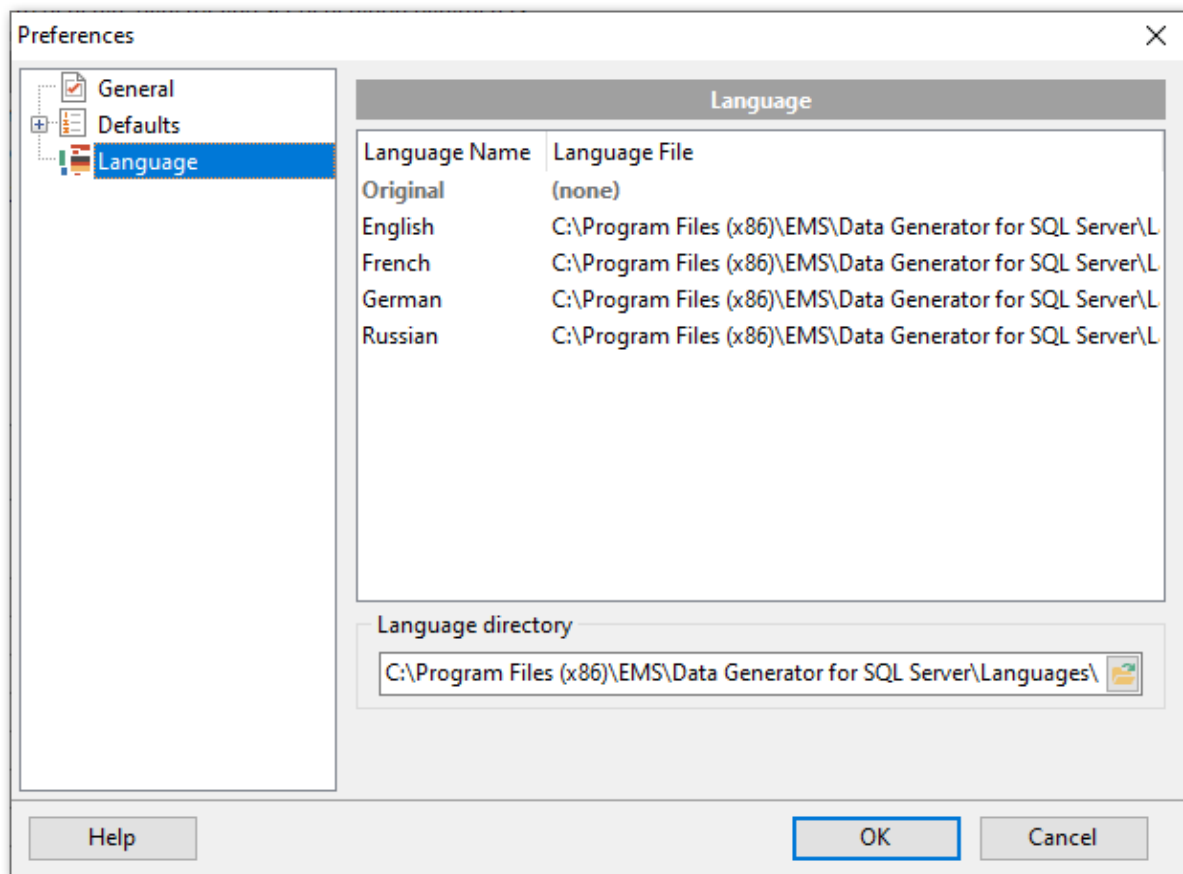 Preferences
General
Defaults
Language
Language
Language Name Language File
Original (none)
English C:\Program Files (x86)\EMS\Data Generator for SQL Server\L
French C:\Program Files (x86)\EMS\Data Generator for SQL Server\L
German C:\Program Files (x86)\EMS\Data Generator for SQL Server\L
Russian C:\Program Files (x86)\EMS\Data Generator for SQL Server\L
Language directory
C:\Program Files (x86)\EMS\Data Generator for SQL Server\Languages\
Help OK Cancel